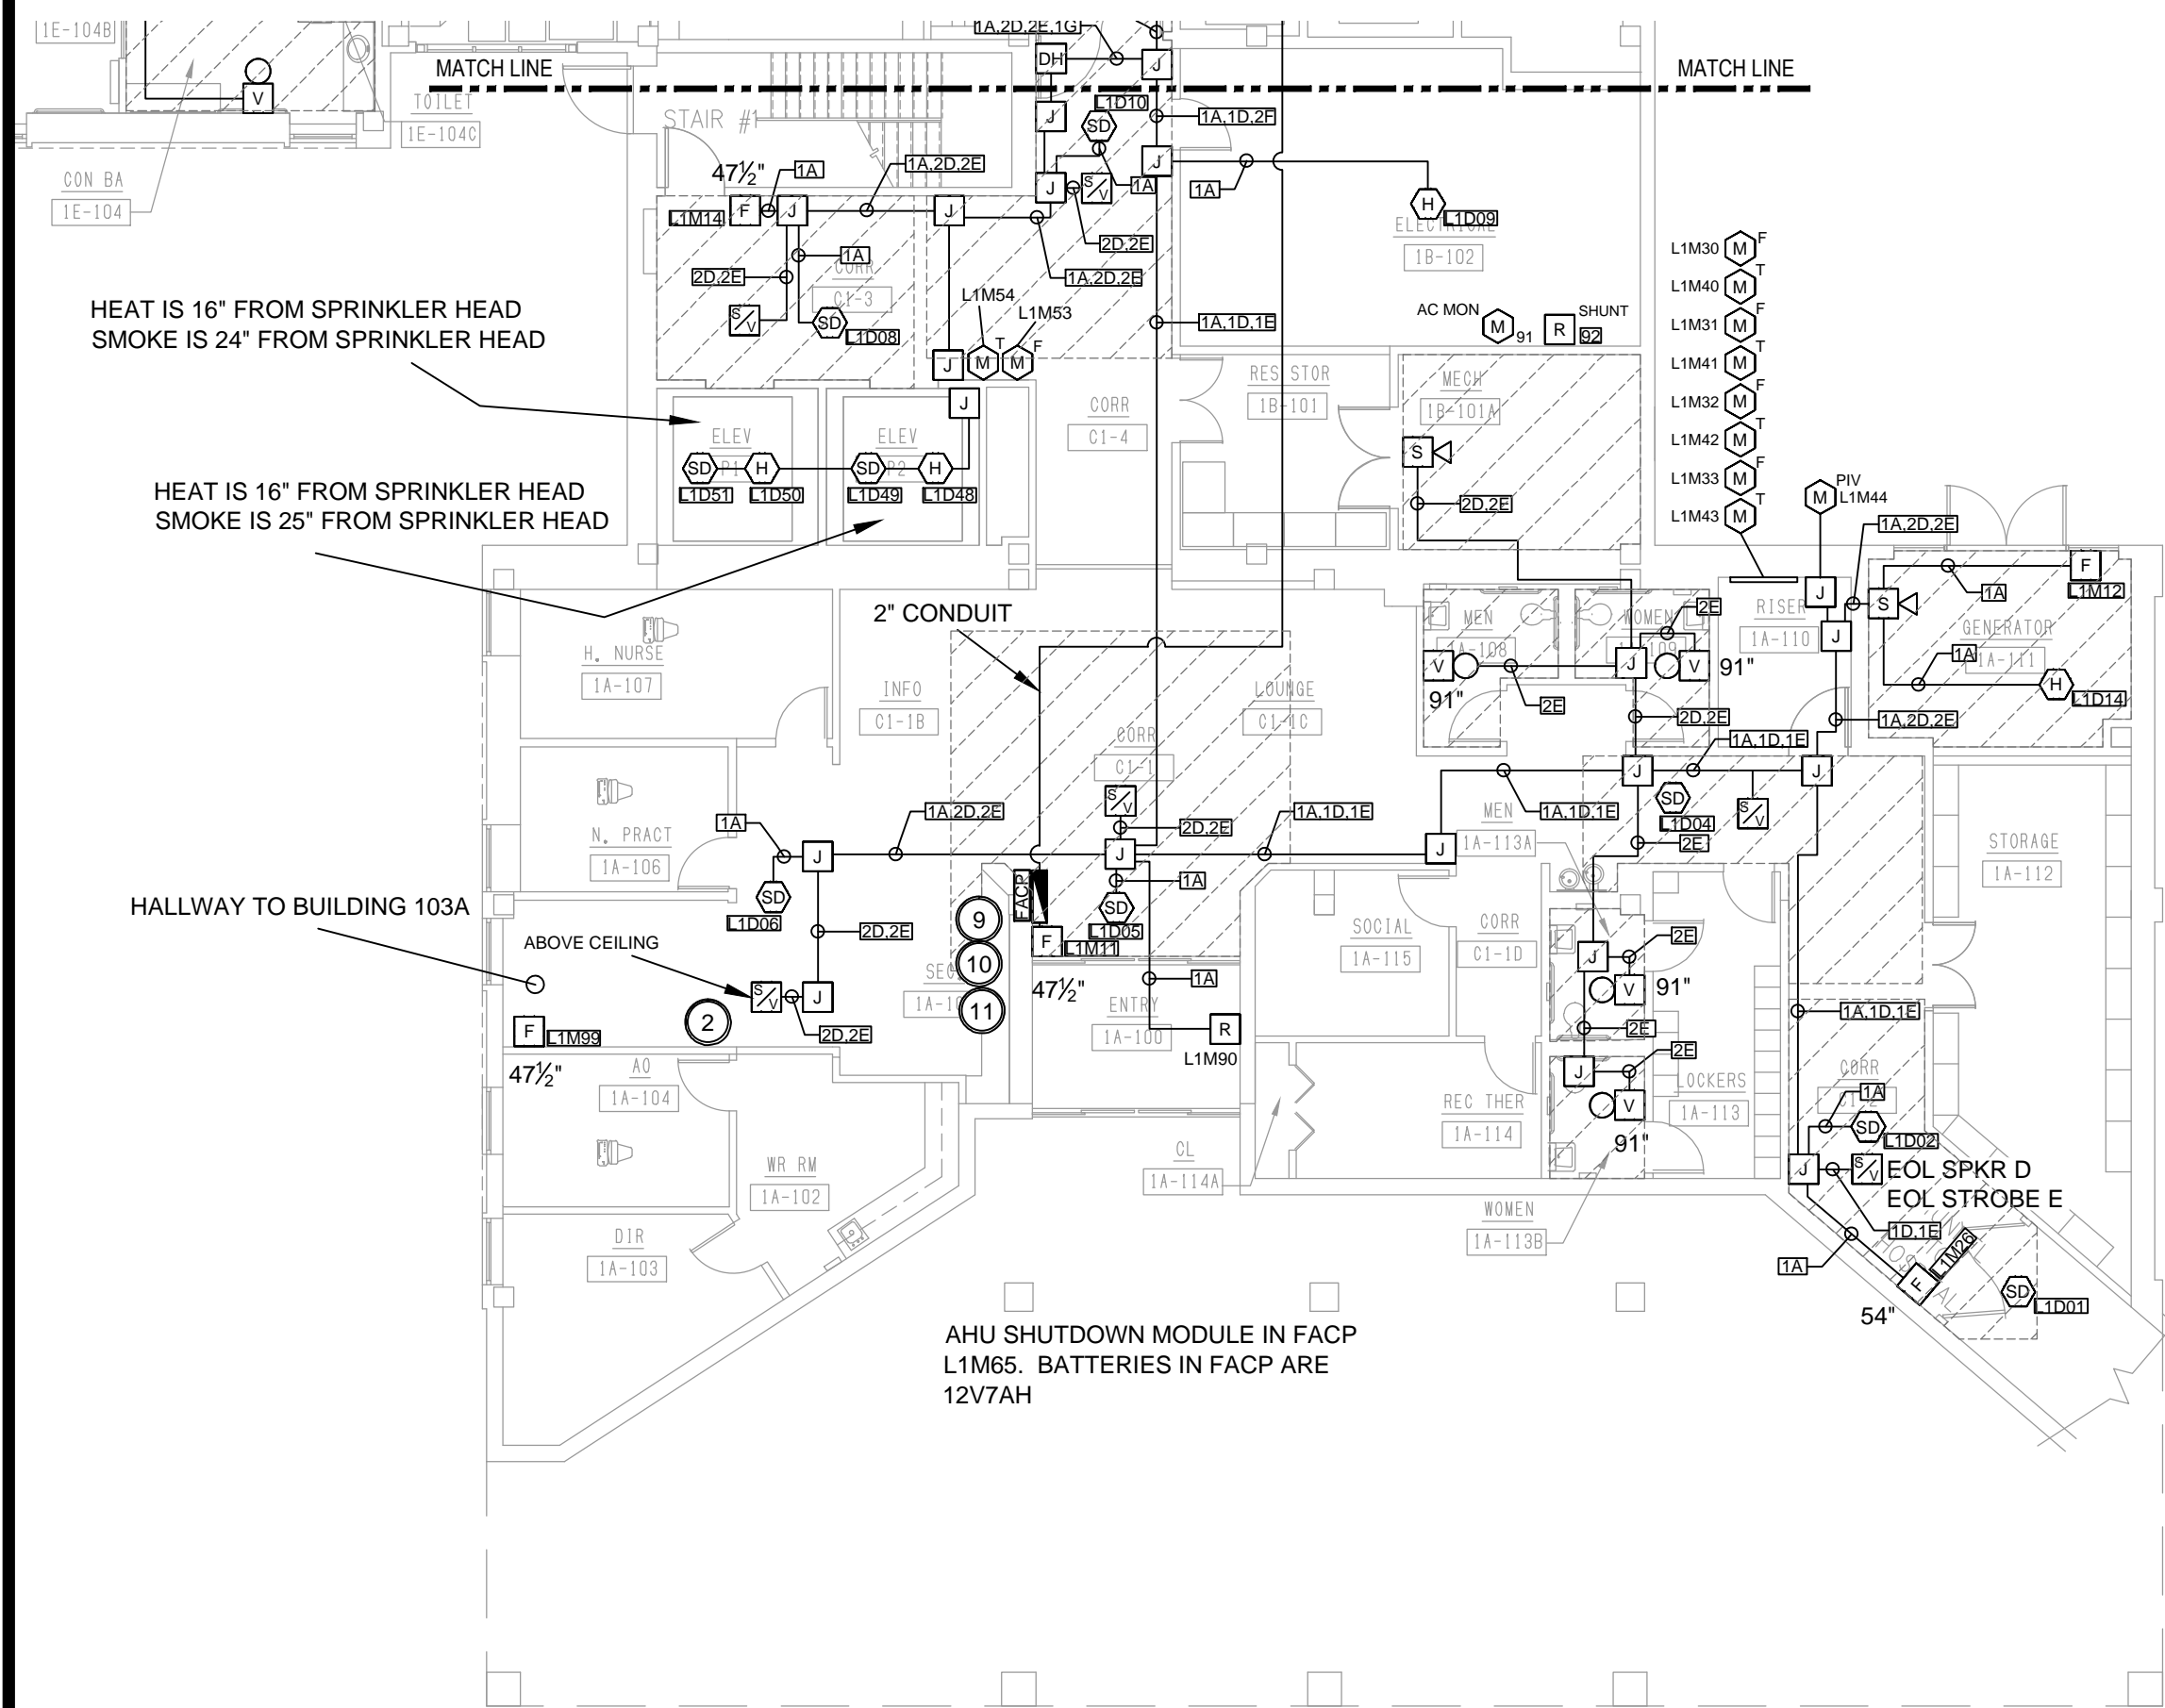 1E-104B
1A,2D,2E,1G
DH
J
MATCH LINE
MATCH LINE
V
TOILET
1E-104C
STAIR #1
J
L1D10
SD
1A,1D,2F
CON BA
1E-104
47½"
1A
1A,2D,2E
J
S/V
1A
J
1A
H
L1D09
L1M14
F
J
J
ELECTRICAL
1B-102
2D,2E
1A
2D,2E
CORR
C1-3
1A,2D,2E
L1M30 M F
L1M40 M T
L1M31 M F
L1M41 M T
L1M32 M F
L1M42 M T
L1M33 M F
L1M43 M T
HEAT IS 16" FROM SPRINKLER HEAD
SMOKE IS 24" FROM SPRINKLER HEAD
S/V
SD
L1D08
L1M54
L1M53
J
M T
M F
1A,1D,1E
AC MON
M 91
R
SHUNT
92
RES STOR
1B-101
MECH
1B-101A
CORR
C1-4
J
ELEV
P1
ELEV
P2
SD
H
SD
H
L1D51
L1D50
L1D49
L1D48
S
2D,2E
HEAT IS 16" FROM SPRINKLER HEAD
SMOKE IS 25" FROM SPRINKLER HEAD
M
PIV
L1M44
1A,2D,2E
F
L1M12
1A
J
S
J
RISER
1A-110
GENERATOR
1A-111
1A
H
L1D14
1A,2D,2E
2" CONDUIT
H. NURSE
1A-107
INFO
C1-1B
LOUNGE
C1-1C
CORR
C1-1
MEN
1A-108
WOMEN
1A-109
2E
V
J
V
91"
91"
2E
2D,2E
1A,1D,1E
J
J
N. PRACT
1A-106
1A
J
1A,2D,2E
S/V
2D,2E
J
1A,1D,1E
J
1A,1D,1E
MEN
1A-113A
SD
L1D04
S/V
2E
STORAGE
1A-112
SD
L1D06
2D,2E
FACP
1A
SD
L1D05
F
L1M11
47½"
HALLWAY TO BUILDING 103A
ABOVE CEILING
S/V
J
2D,2E
2
9
10
11
F
L1M99
47½"
ENTRY
1A-100
1A
R
L1M90
SOCIAL
1A-115
CORR
C1-1D
J
2E
V
91"
2E
J
2E
V
91"
1A,1D,1E
AO
1A-104
WR RM
1A-102
CL
1A-114A
REC THER
1A-114
LOCKERS
1A-113
CORR
1A
SD
L1D02
J
S/V
EOL SPKR D
EOL STROBE E
1D,1E
WOMEN
1A-113B
DIR
1A-103
1A
L1M26
F
54"
SD
L1D01
AHU SHUTDOWN MODULE IN FACP
L1M65. BATTERIES IN FACP ARE
12V7AH